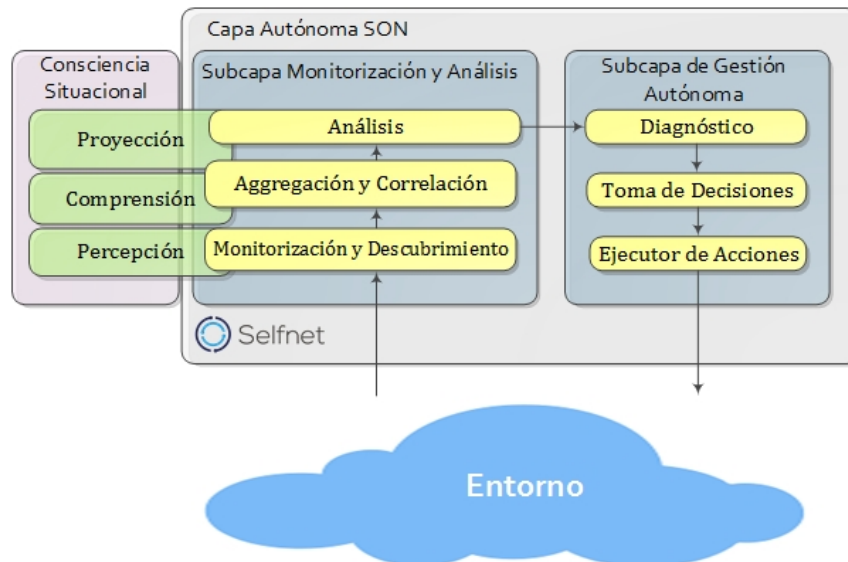 Capa Autónoma SON
Consciencia
Situacional
Proyección
Comprensión
Percepción
Subcapa Monitorización y Análisis
Análisis
Aggregación y Correlación
Monitorización y Descubrimiento
Subcapa de Gestión
Autónoma
Diagnóstico
Toma de Decisiones
Ejecutor de Acciones
Selfnet
Entorno